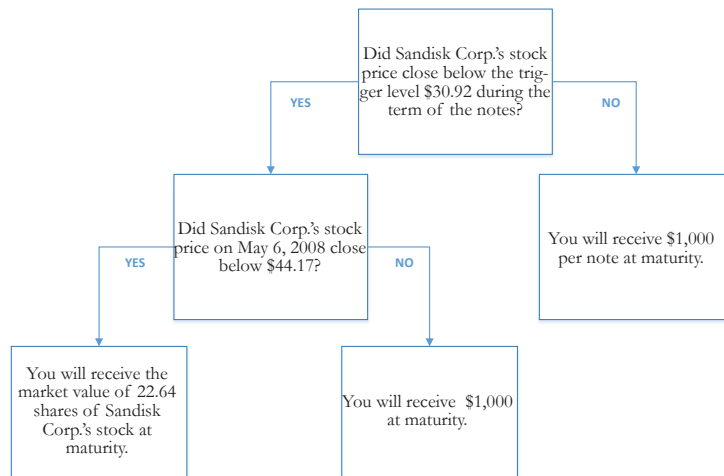 Did Sandisk Corp.'s stock
price close below the trig-
ger level $30.92 during the
term of the notes?
YES
NO
Did Sandisk Corp.'s stock
price on May 6, 2008 close
below $44.17?
You will receive $1,000
per note at maturity.
YES
NO
You will receive the
market value of 22.64
shares of Sandisk
Corp.'s stock at
maturity.
You will receive $1,000
at maturity.